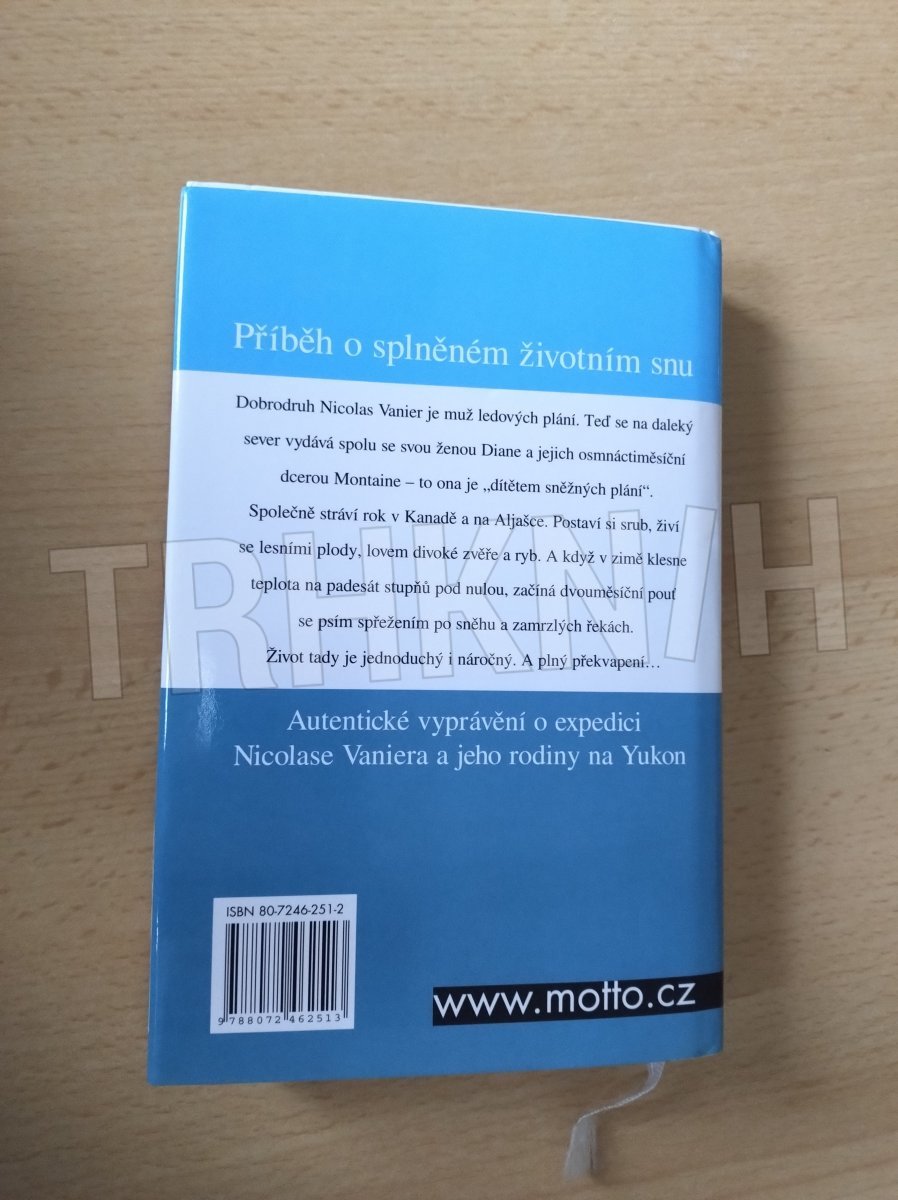 Příběh o splněném životním snu
Dobrodruh Nicolas Vanier je muž ledových plání. Teď se na daleký
sever vydává spolu se svou ženou Diane a jejich osmnáctiměsíční
dcerou Montaine – to ona je „dítětem sněžných plání“.
Společně stráví rok v Kanadě a na Aljašce. Postaví si srub, živí
se lesními plody, lovem divoké zvěře a ryb. A když v zimě klesne
teplota na padesát stupňů pod nulou, začíná dvouměsíční pouť
se psím spřežením po sněhu a zamrzlých řekách.
Život tady je jednoduchý i náročný. A plný překvapení…
TRHKNIH
Autentické vyprávění o expedici
Nicolase Vaniera a jeho rodiny na Yukon
ISBN 80-7246-251-2
9 788072 462513
www.motto.cz